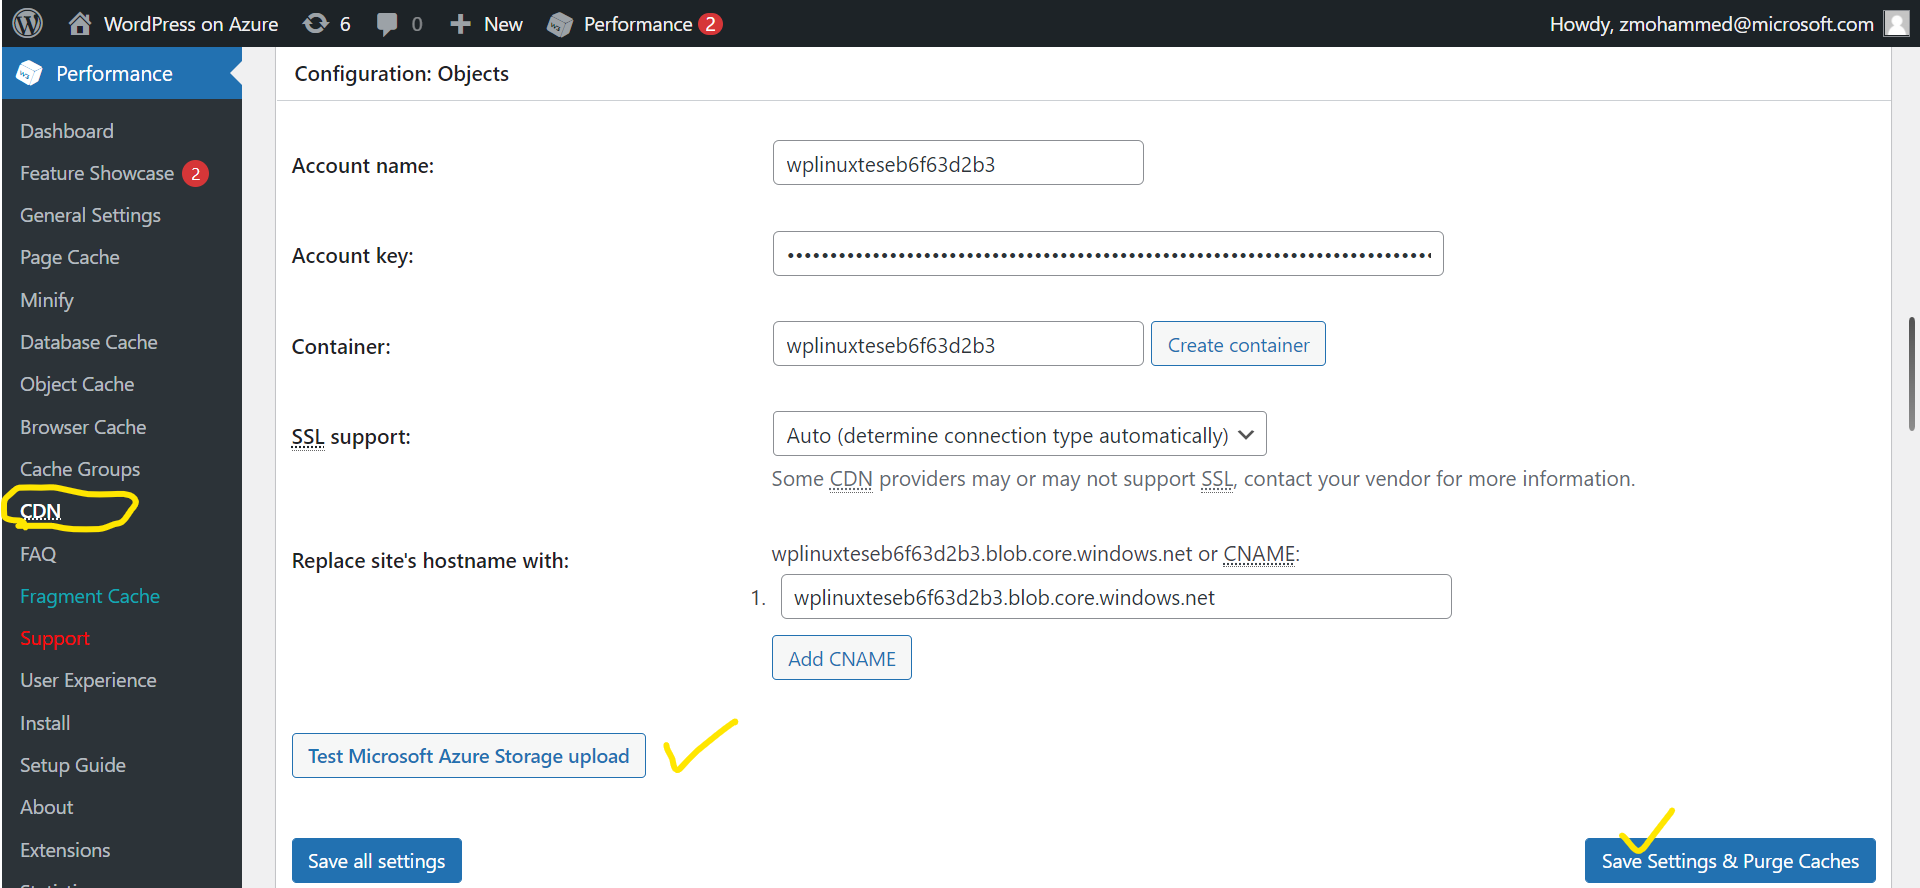 WordPress on Azure 6 0 New Performance 2 Howdy, zmohammed@microsoft.com
Performance
Dashboard
Feature Showcase 2
General Settings
Page Cache
Minify
Database Cache
Object Cache
Browser Cache
Cache Groups
CDN
FAQ
Fragment Cache
Support
User Experience
Install
Setup Guide
About
Extensions
Configuration: Objects
Account name: wplinuxteseb6f63d2b3
Account key: ••••••••••••••••••••••••••••••••••••••••••••••••••••••••••••••••••••••••••••
Container: wplinuxteseb6f63d2b3 Create container
SSL support: Auto (determine connection type automatically)
Some CDN providers may or may not support SSL, contact your vendor for more information.
Replace site's hostname with: wplinuxteseb6f63d2b3.blob.core.windows.net or CNAME:
1. wplinuxteseb6f63d2b3.blob.core.windows.net
Add CNAME
Test Microsoft Azure Storage upload
Save all settings Save Settings & Purge Caches